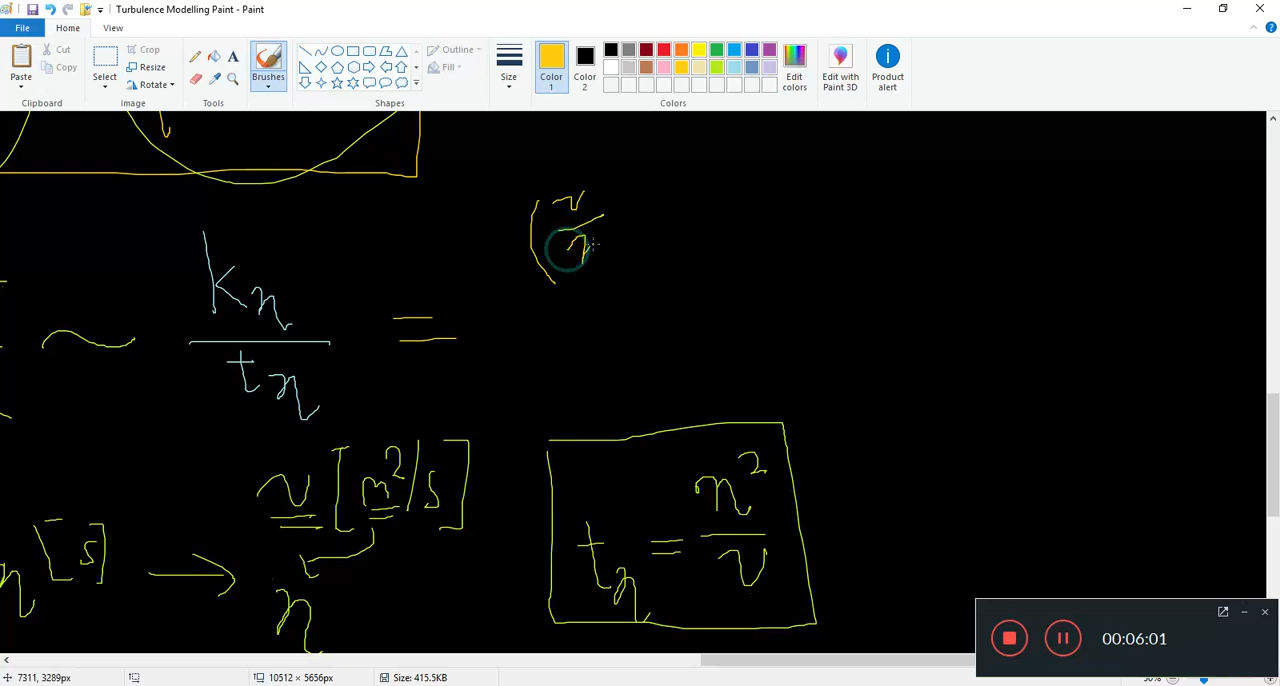 Turbulence Modelling Paint - Paint
File Home View
Paste Cut Copy Clipboard
Select Crop Resize Rotate Image
Tools
Brushes
Shapes Outline Fill
Size
Color 1 Color 2 Edit colors Colors
Edit with Paint 3D
Product alert
( ν / η
~ kη / tη =
ν [m²/s]
η [s] → η
tη = η² / ν
00:06:01
7311, 3289px 10512 × 5656px Size: 415.5KB